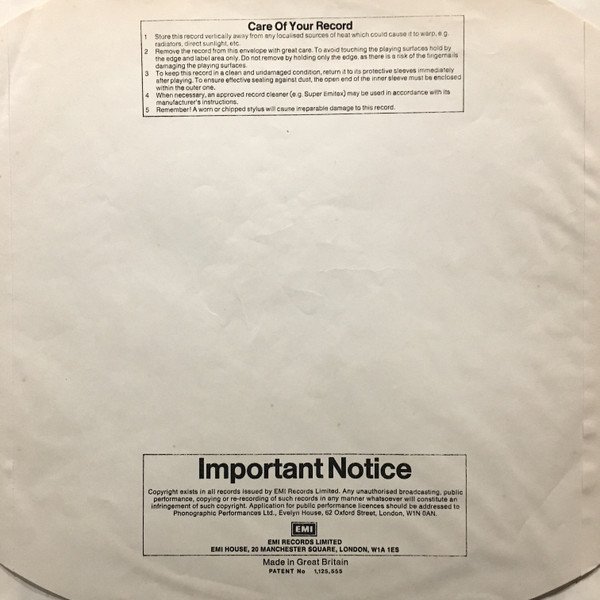 Care Of Your Record
1 Store this record vertically away from any localised sources of heat which could cause it to warp, e.g.
radiators, direct sunlight, etc.
2 Remove the record from this envelope with great care. To avoid touching the playing surfaces hold by
the edge and label area only. Do not remove by holding only the edge, as there is a risk of the fingernails
damaging the playing surfaces.
3 To keep this record in a clean and undamaged condition, return it to its protective sleeves immediately
after playing. To ensure effective sealing against dust, the open end of the inner sleeve must be enclosed
within the outer one.
4 When necessary, an approved record cleaner (e.g. Super Emitex) may be used in accordance with its
manufacturer's instructions.
5 Remember! A worn or chipped stylus will cause irreparable damage to this record.
Important Notice
Copyright exists in all records issued by EMI Records Limited. Any unauthorised broadcasting, public
performance, copying or re-recording of such records in any manner whatsoever will constitute an
infringement of such copyright. Application for public performance licences should be addressed to
Phonographic Performances Ltd., Evelyn House, 62 Oxford Street, London, W1N 0AN.
EMI
EMI RECORDS LIMITED
EMI HOUSE, 20 MANCHESTER SQUARE, LONDON, W1A 1ES
Made in Great Britain
PATENT No 1,125,555